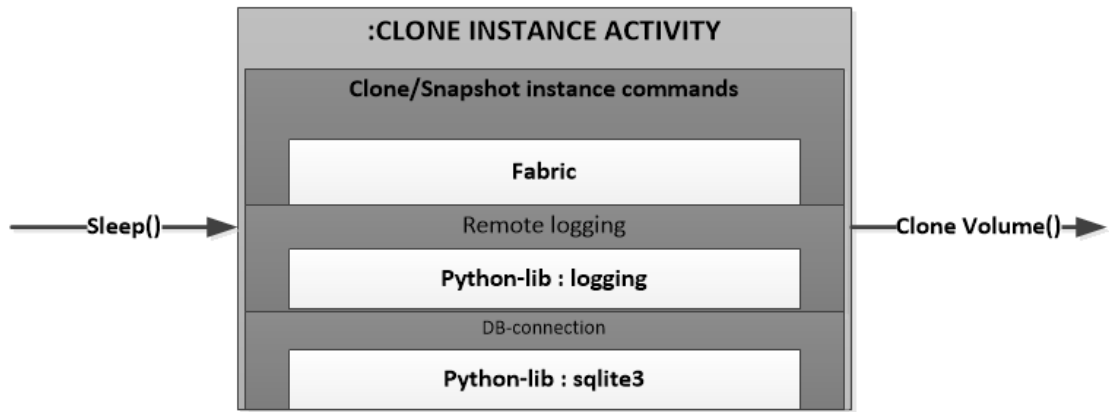 :CLONE INSTANCE ACTIVITY
Clone/Snapshot instance commands
Fabric
Sleep()
Remote logging
Clone Volume()
Python-lib : logging
DB-connection
Python-lib : sqlite3